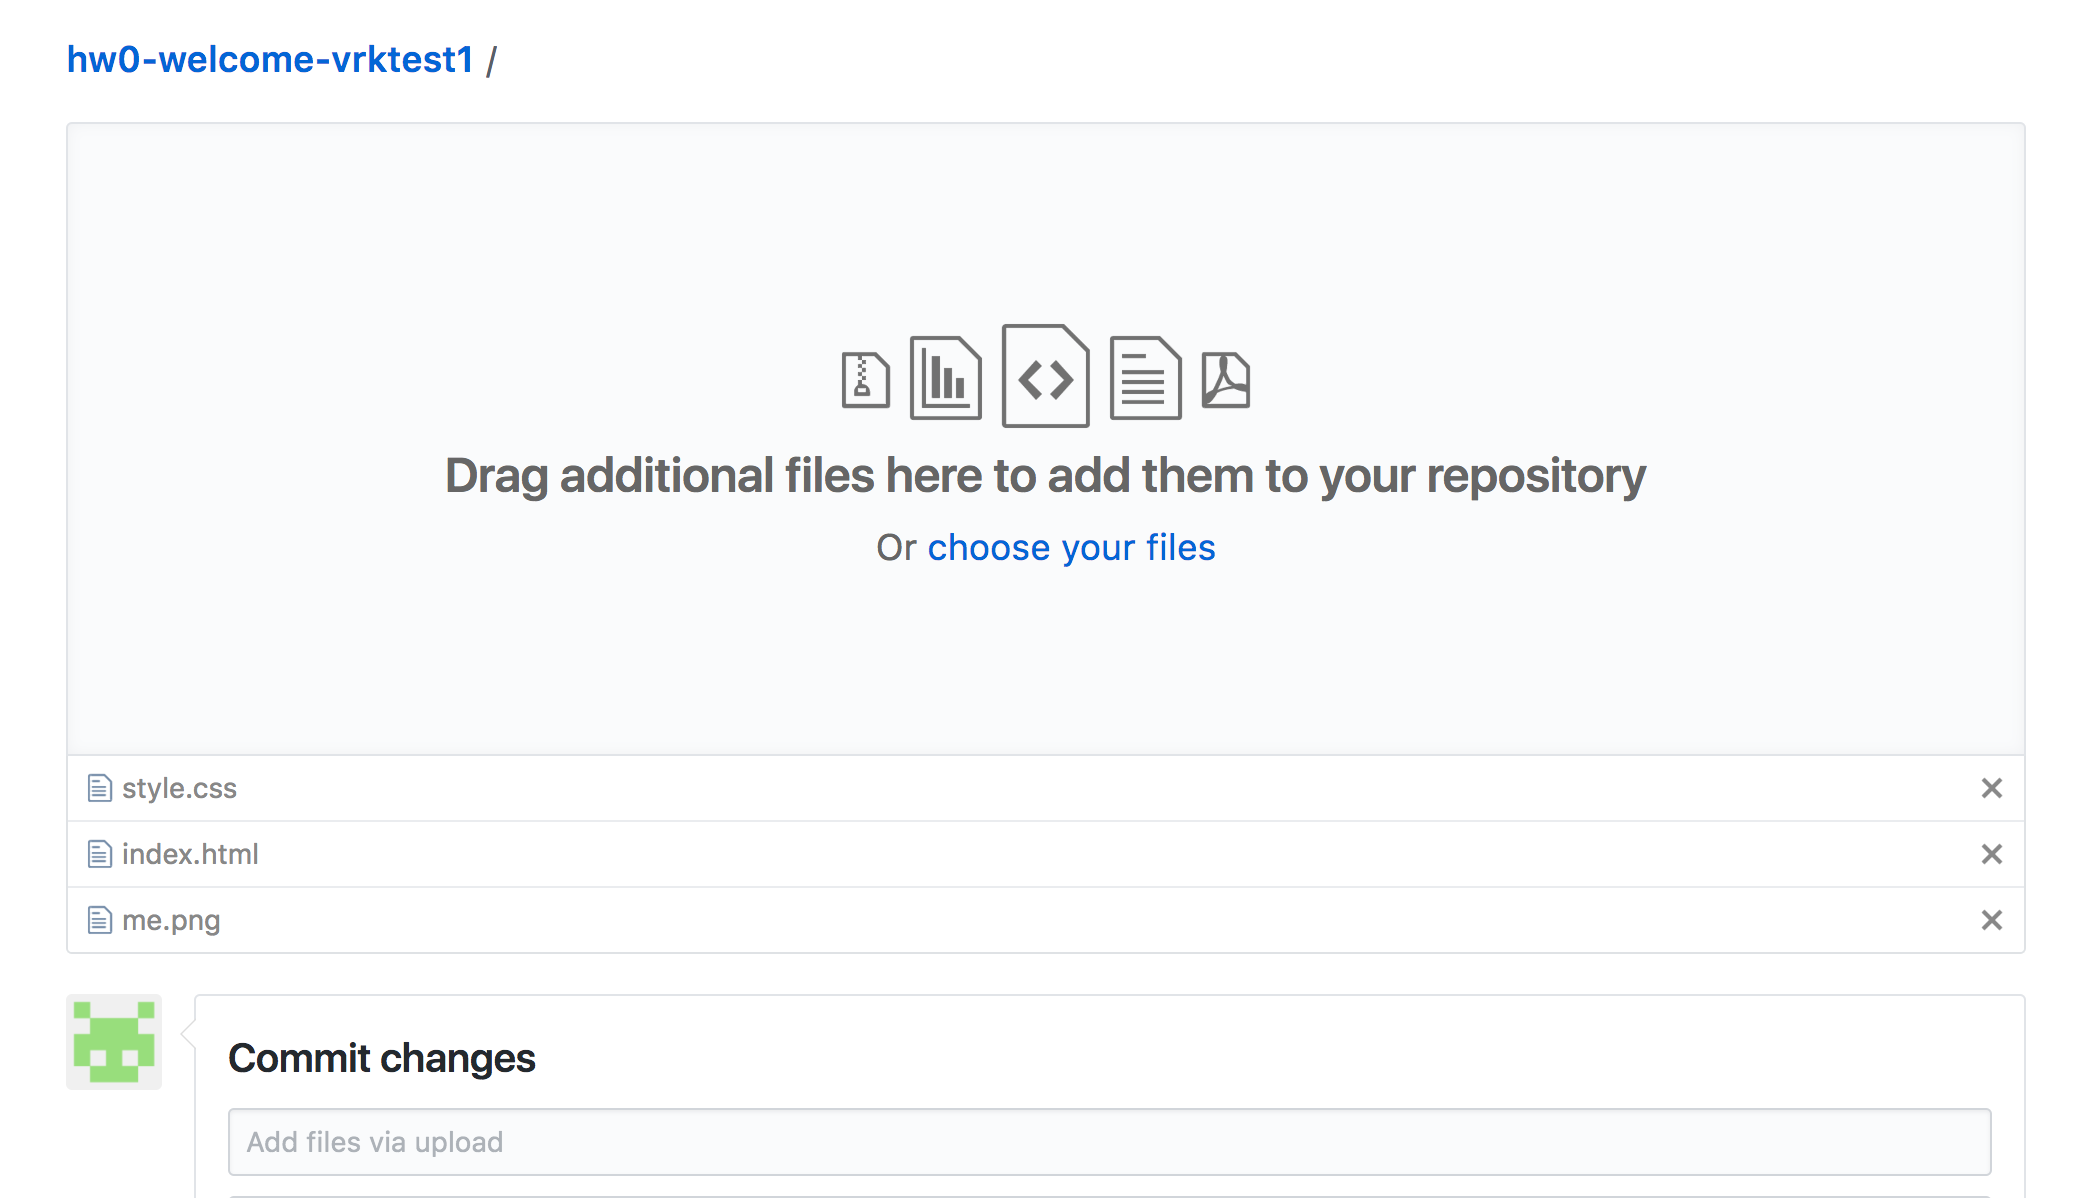 hw0-welcome-vrktest1 /
Drag additional files here to add them to your repository
Or choose your files
style.css
index.html
me.png
Commit changes
Add files via upload